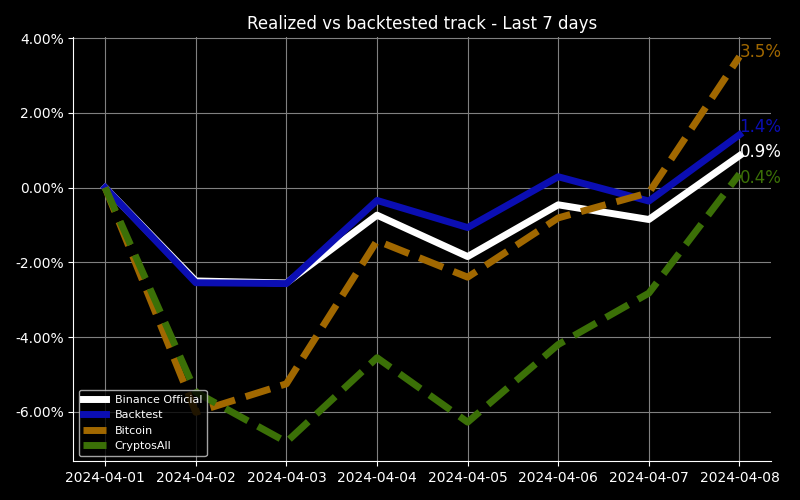 Realized vs backtested track - Last 7 days
4.00%
2.00%
0.00%
-2.00%
-4.00%
-6.00%
3.5%
1.4%
0.9%
0.4%
Binance Official
Backtest
Bitcoin
CryptosAll
2024-04-01 2024-04-02 2024-04-03 2024-04-04 2024-04-05 2024-04-06 2024-04-07 2024-04-08